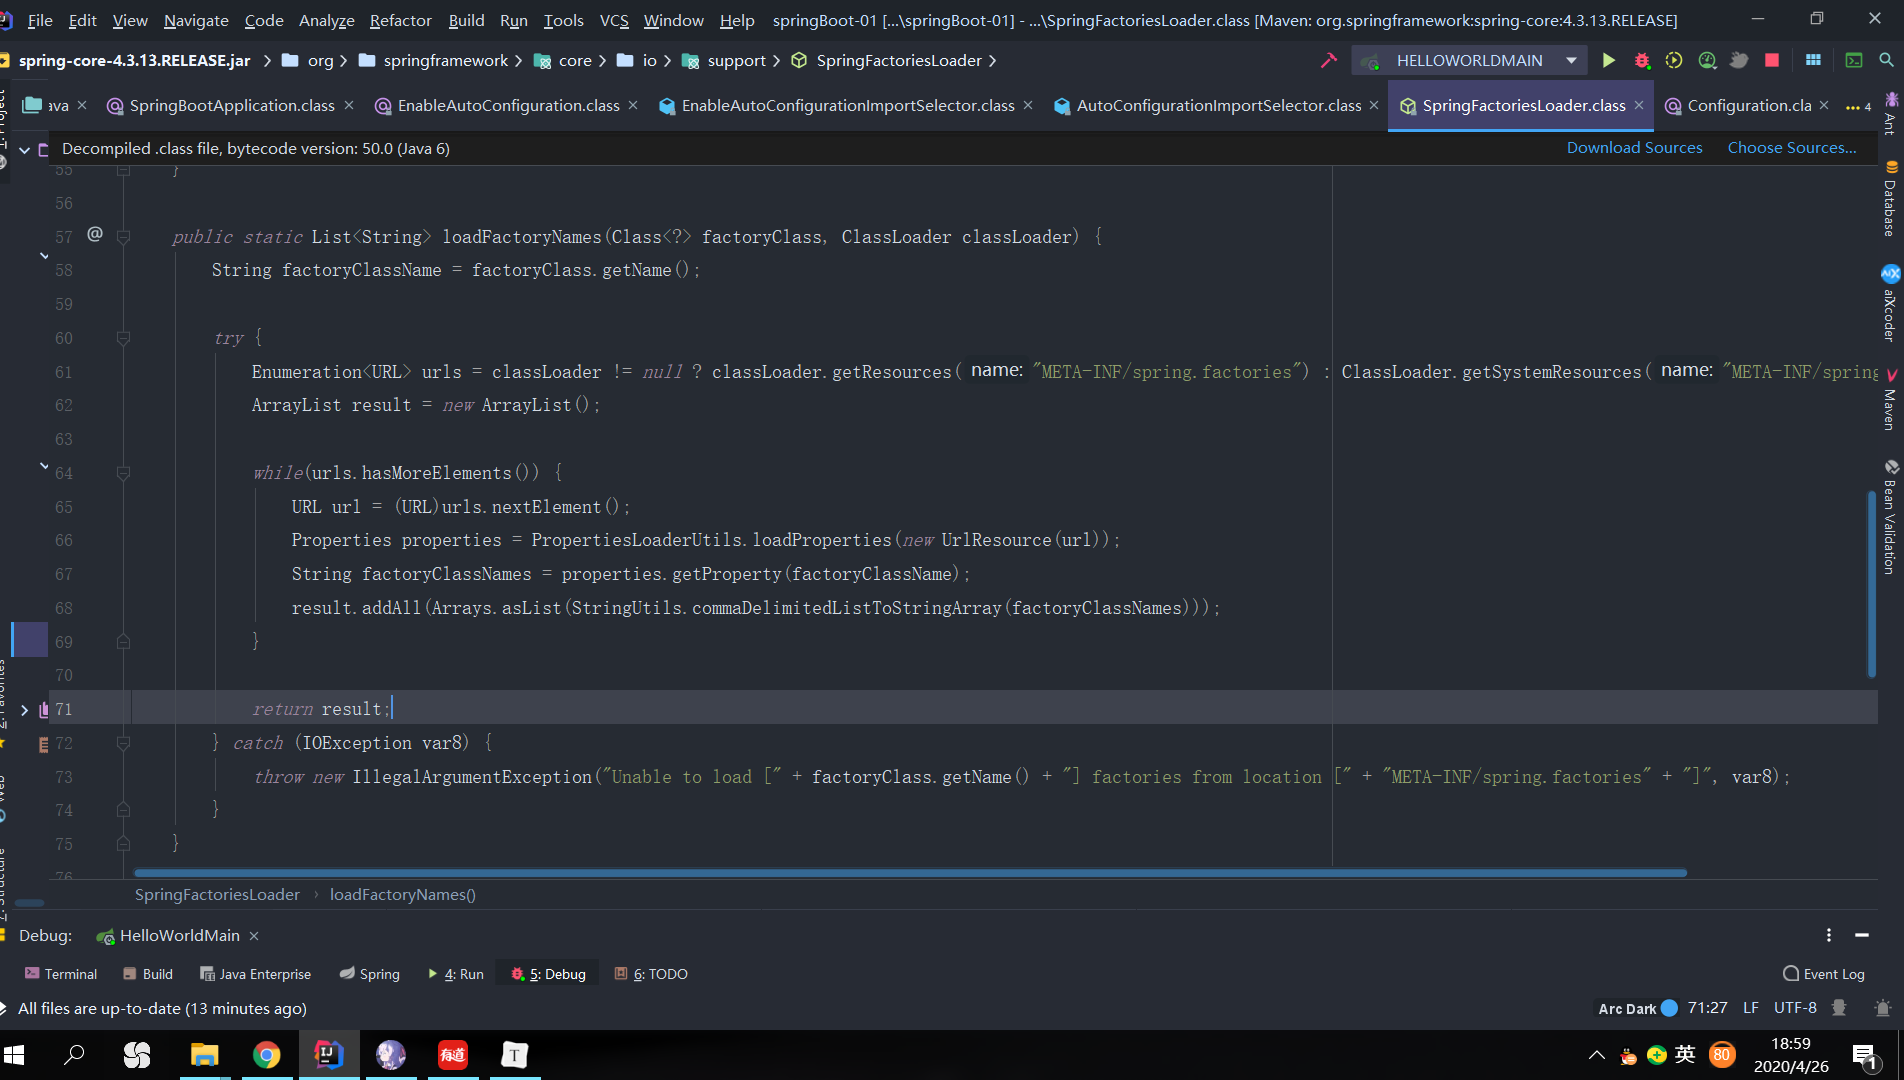 File Edit View Navigate Code Analyze Refactor Build Run Tools VCS Window Help springBoot-01 [...\springBoot-01] - ...\SpringFactoriesLoader.class [Maven: org.springframework:spring-core:4.3.13.RELEASE]
spring-core-4.3.13.RELEASE.jar org springframework core io support SpringFactoriesLoader HELLOWORLDMAIN
ava SpringBootApplication.class EnableAutoConfiguration.class EnableAutoConfigurationImportSelector.class AutoConfigurationImportSelector.class SpringFactoriesLoader.class Configuration.cla ... 4
Decompiled .class file, bytecode version: 50.0 (Java 6) Download Sources Choose Sources...
55 }
56
57 @ public static List<String> loadFactoryNames(Class<?> factoryClass, ClassLoader classLoader) {
58 String factoryClassName = factoryClass.getName();
59
60 try {
61 Enumeration<URL> urls = classLoader != null ? classLoader.getResources( name: "META-INF/spring.factories") : ClassLoader.getSystemResources( name: "META-INF/spring
62 ArrayList result = new ArrayList();
63
64 while(urls.hasMoreElements()) {
65 URL url = (URL)urls.nextElement();
66 Properties properties = PropertiesLoaderUtils.loadProperties(new UrlResource(url));
67 String factoryClassNames = properties.getProperty(factoryClassName);
68 result.addAll(Arrays.asList(StringUtils.commaDelimitedListToStringArray(factoryClassNames)));
69 }
70
71 return result;
72 } catch (IOException var8) {
73 throw new IllegalArgumentException("Unable to load [" + factoryClass.getName() + "] factories from location [" + "META-INF/spring.factories" + "]", var8);
74 }
75 }
76
SpringFactoriesLoader › loadFactoryNames()
Debug: HelloWorldMain
Terminal Build Java Enterprise Spring 4: Run 5: Debug 6: TODO Event Log
All files are up-to-date (13 minutes ago) Arc Dark 71:27 LF UTF-8
Ant
Database
aiXcoder
Maven
Bean Validation
有道 T 英 80 18:59
2020/4/26 1